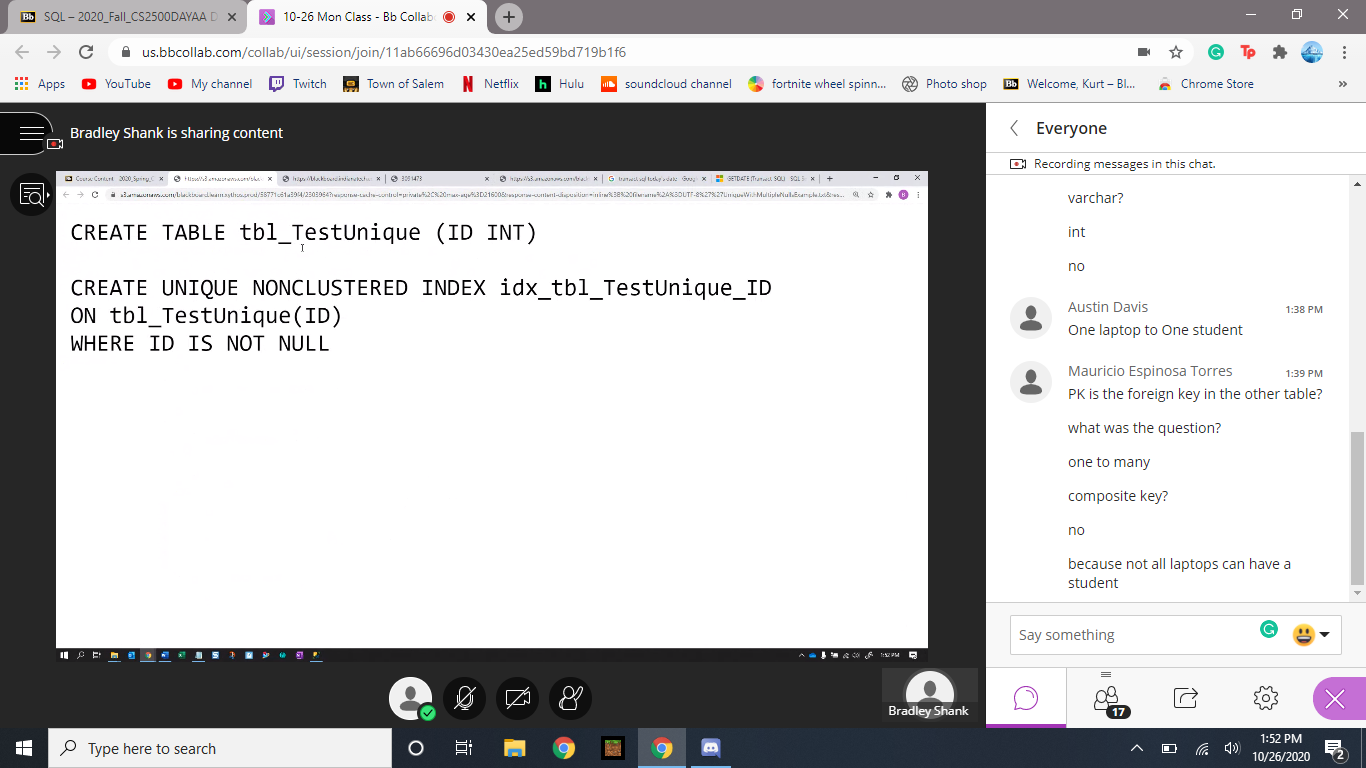 SQL – 2020_Fall_CS2500DAYAA D
10-26 Mon Class - Bb Collab
us.bbcollab.com/collab/ui/session/join/11ab66696d03430ea25ed59bd719b1f6
Apps YouTube My channel Twitch Town of Salem Netflix Hulu soundcloud channel fortnite wheel spinn... Photo shop Welcome, Kurt – Bl... Chrome Store »
Bradley Shank is sharing content
3091473
CREATE TABLE tbl_TestUnique (ID INT)
CREATE UNIQUE NONCLUSTERED INDEX idx_tbl_TestUnique_ID
ON tbl_TestUnique(ID)
WHERE ID IS NOT NULL
1:52 PM
Bradley Shank
Everyone
Recording messages in this chat.
varchar?
int
no
Austin Davis 1:38 PM
One laptop to One student
Mauricio Espinosa Torres 1:39 PM
PK is the foreign key in the other table?
what was the question?
one to many
composite key?
no
because not all laptops can have a
student
Say something
17
Type here to search
1:52 PM
10/26/2020
2